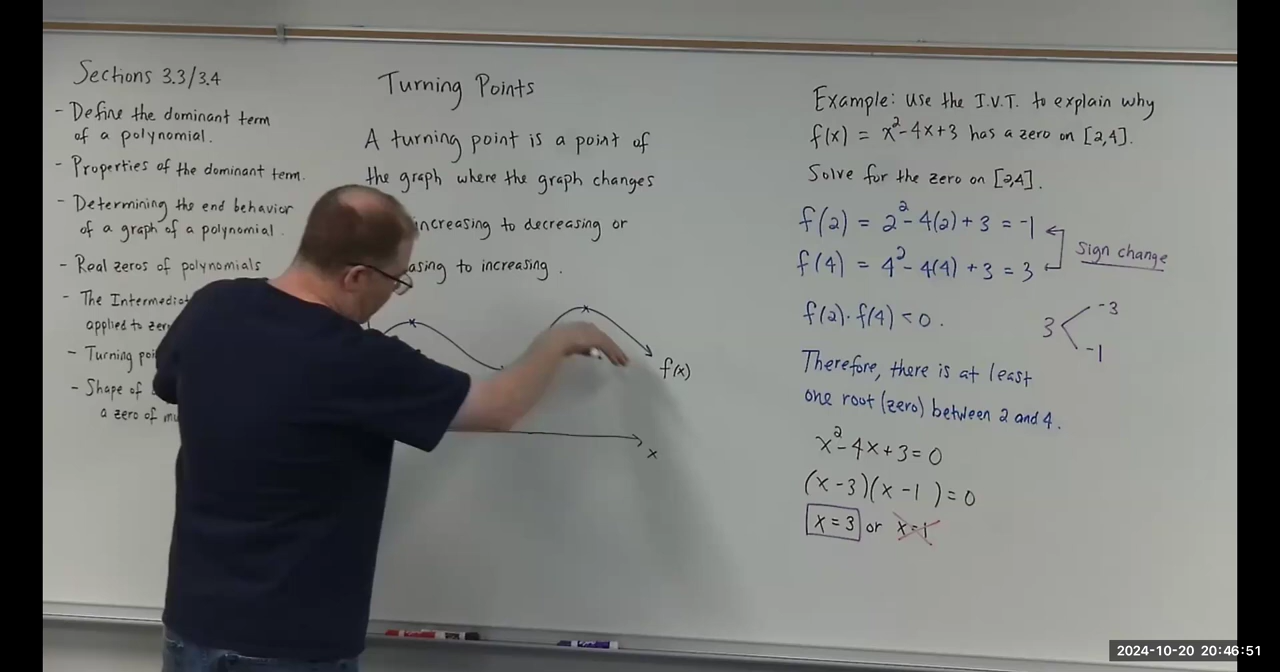 Sections 3.3/3.4
- Define the dominant term
of a polynomial.
- Properties of the dominant term.
- Determining the end behavior
of a graph of a polynomial.
- Real zeros of polynomials
- The
applied to
- Turning
- Shape of
a zero of
Turning Points
A turning point is a point of
the graph where the graph changes
increasing to decreasing or
to increasing.
f(x)
x
Example: Use the I.V.T. to explain why
f(x) = x²-4x+3 has a zero on [2,4].
Solve for the zero on [2,4].
f(2) = 2²-4(2)+3 = -1
f(4) = 4²-4(4)+3 = 3
Sign change
f(2)·f(4)<0.
3
-3
-1
Therefore, there is at least
one root (zero) between 2 and 4.
x²-4x+3=0
(x-3)(x-1)=0
x=3 or x=1
2024-10-20 20:46:51